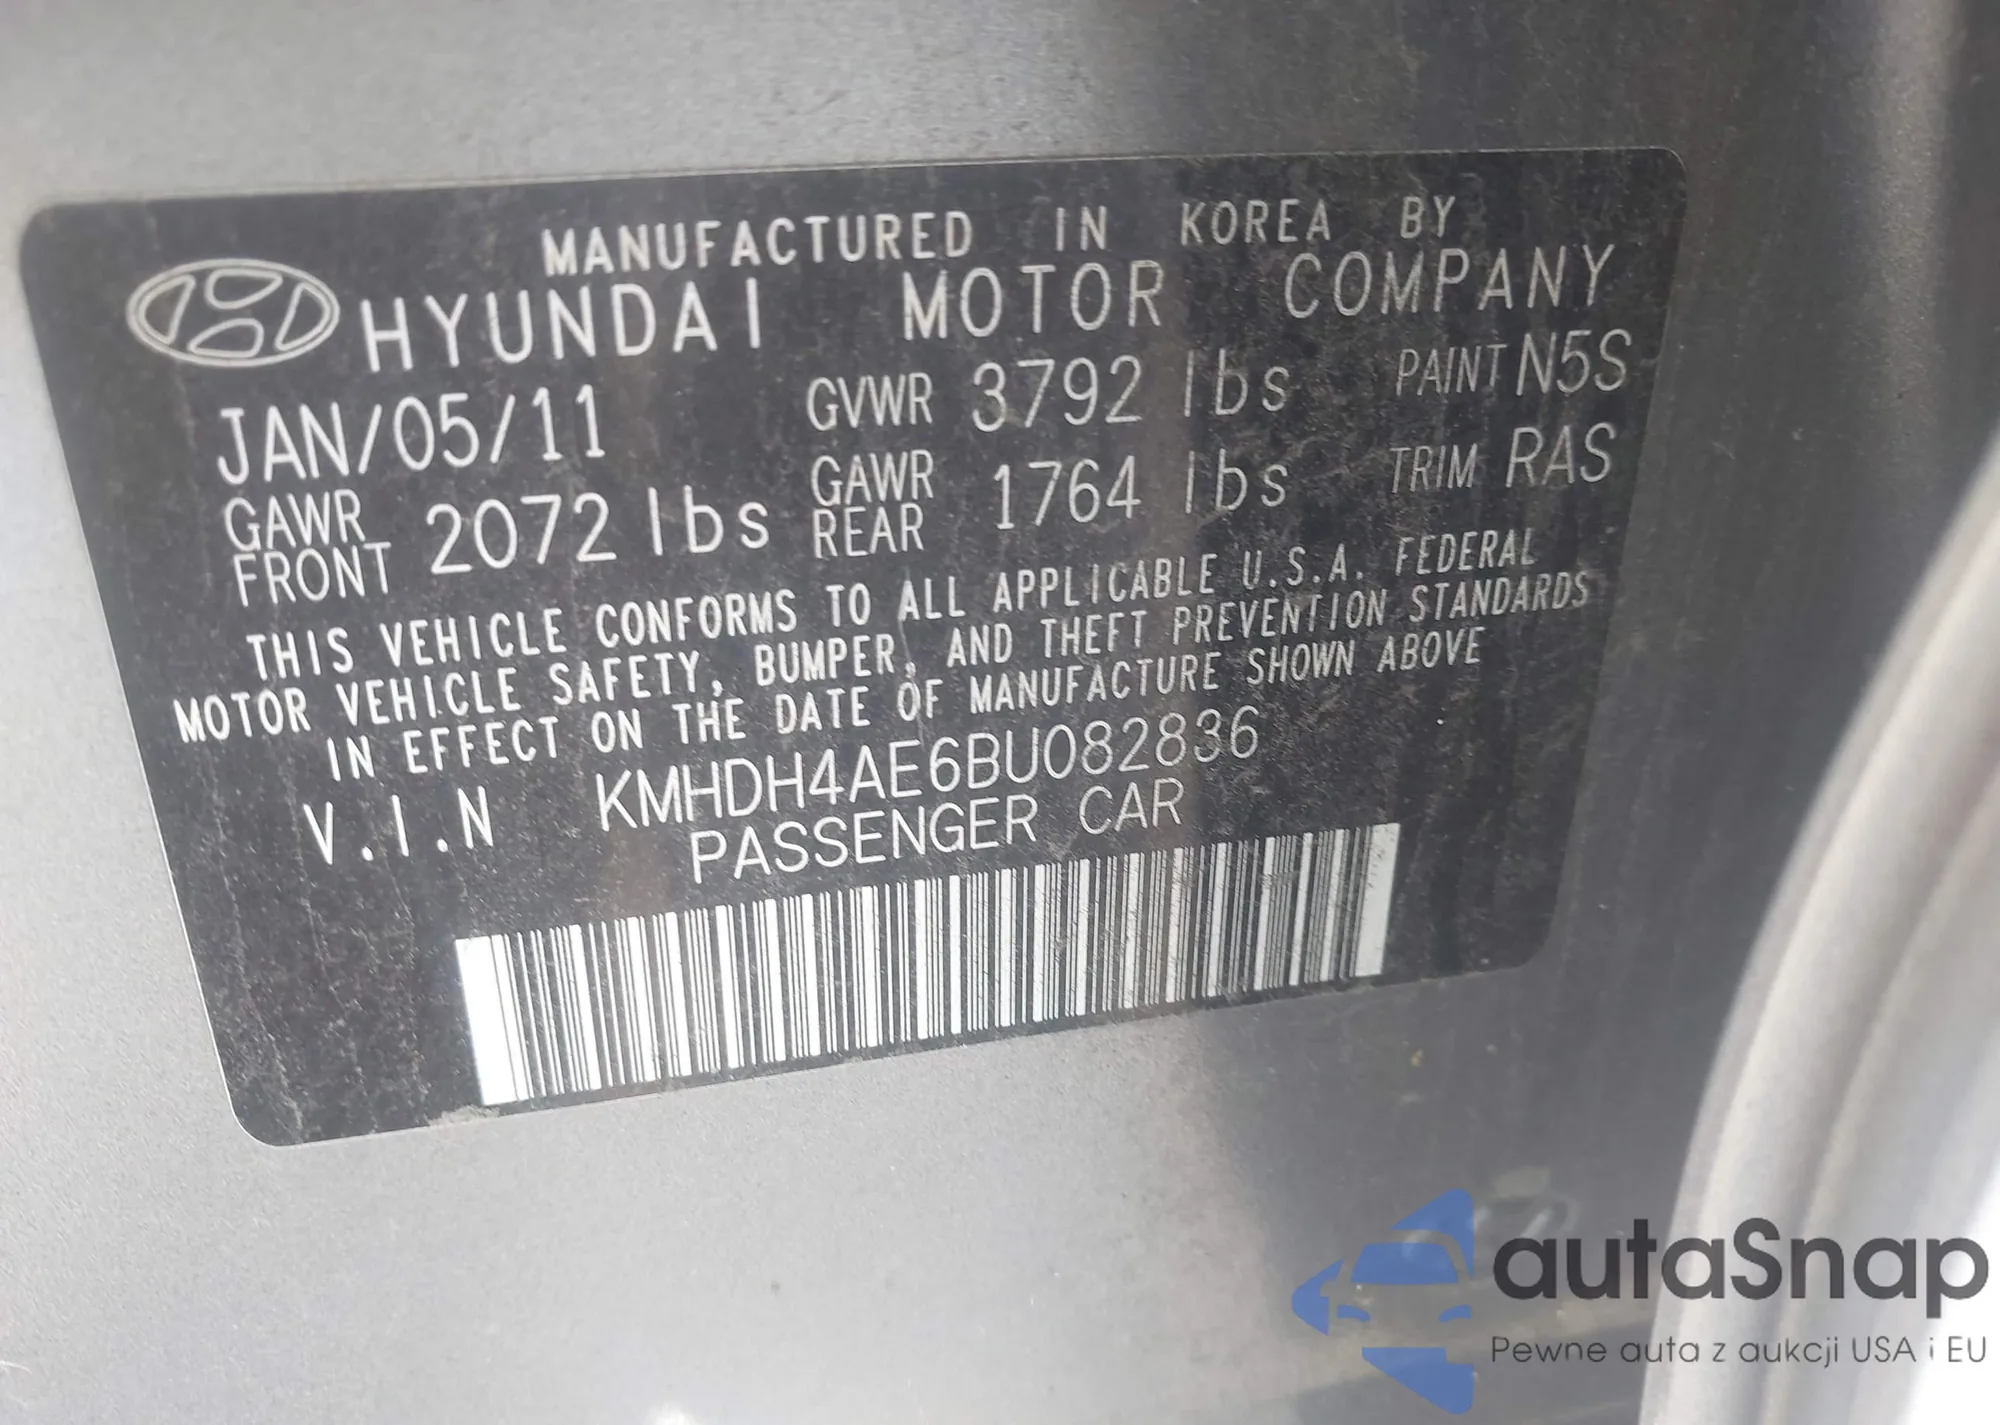 MANUFACTURED IN KOREA BY
HYUNDAI MOTOR COMPANY
JAN/05/11 GVWR 3792 lbs PAINT N5S
GAWR FRONT 2072 lbs GAWR REAR 1764 lbs TRIM RAS
THIS VEHICLE CONFORMS TO ALL APPLICABLE U.S.A. FEDERAL
MOTOR VEHICLE SAFETY, BUMPER, AND THEFT PREVENTION STANDARDS
IN EFFECT ON THE DATE OF MANUFACTURE SHOWN ABOVE
V.I.N KMHDH4AE6BU082836
PASSENGER CAR
autaSnap
Pewne auta z aukcji USA i EU